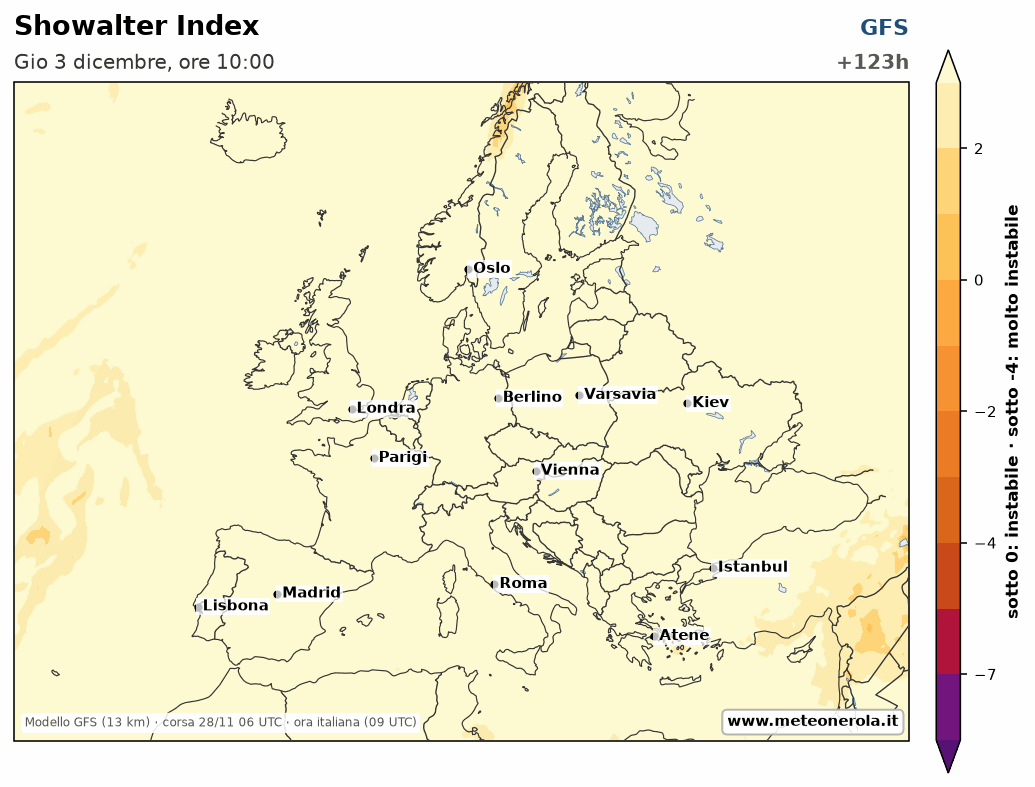 Showalter Index
GFS
Gio 3 dicembre, ore 10:00
+123h
Oslo
Berlino
Varsavia
Kiev
Londra
Parigi
Vienna
Istanbul
Roma
Madrid
Lisbona
Atene
Modello GFS (13 km) · corsa 28/11 06 UTC · ora italiana (09 UTC)
www.meteonerola.it
2
0
−2
−4
−7
sotto 0: instabile · sotto -4: molto instabile